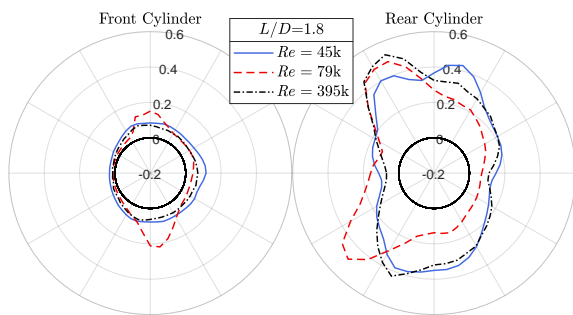 Front Cylinder
Rear Cylinder
L/D=1.8
Re = 45k
Re = 79k
Re = 395k
0.6
0.4
0.2
0
-0.2
0.6
0.4
0.2
0
-0.2